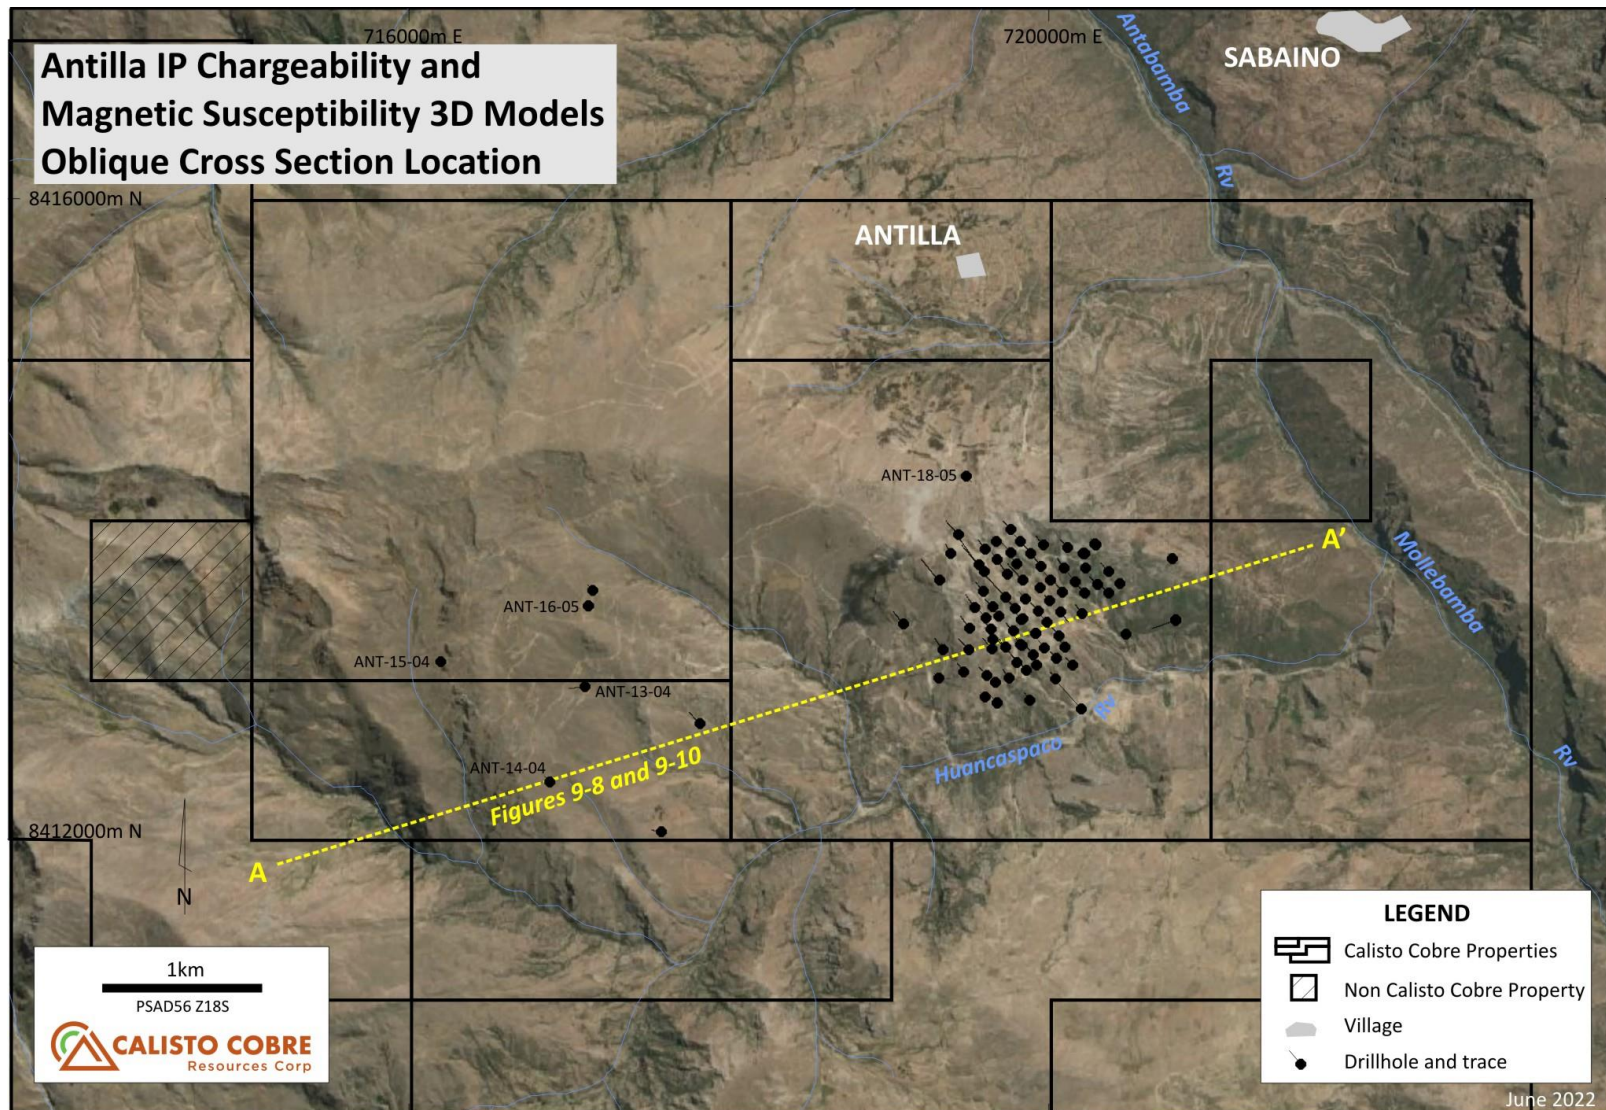 716000m E
720000m E
Antilla IP Chargeability and
Magnetic Susceptibility 3D Models
Oblique Cross Section Location
Antabamba
Rv
SABAINO
8416000m N
ANTILLA
ANT-18-05
A'
Mollebamba
Rv
ANT-16-05
ANT-15-04
ANT-13-04
ANT-14-04
Figures 9-8 and 9-10
Huancaspaco
Rv
8412000m N
A
N
1km
PSAD56 Z18S
CALISTO COBRE
Resources Corp
LEGEND
Calisto Cobre Properties
Non Calisto Cobre Property
Village
Drillhole and trace
June 2022